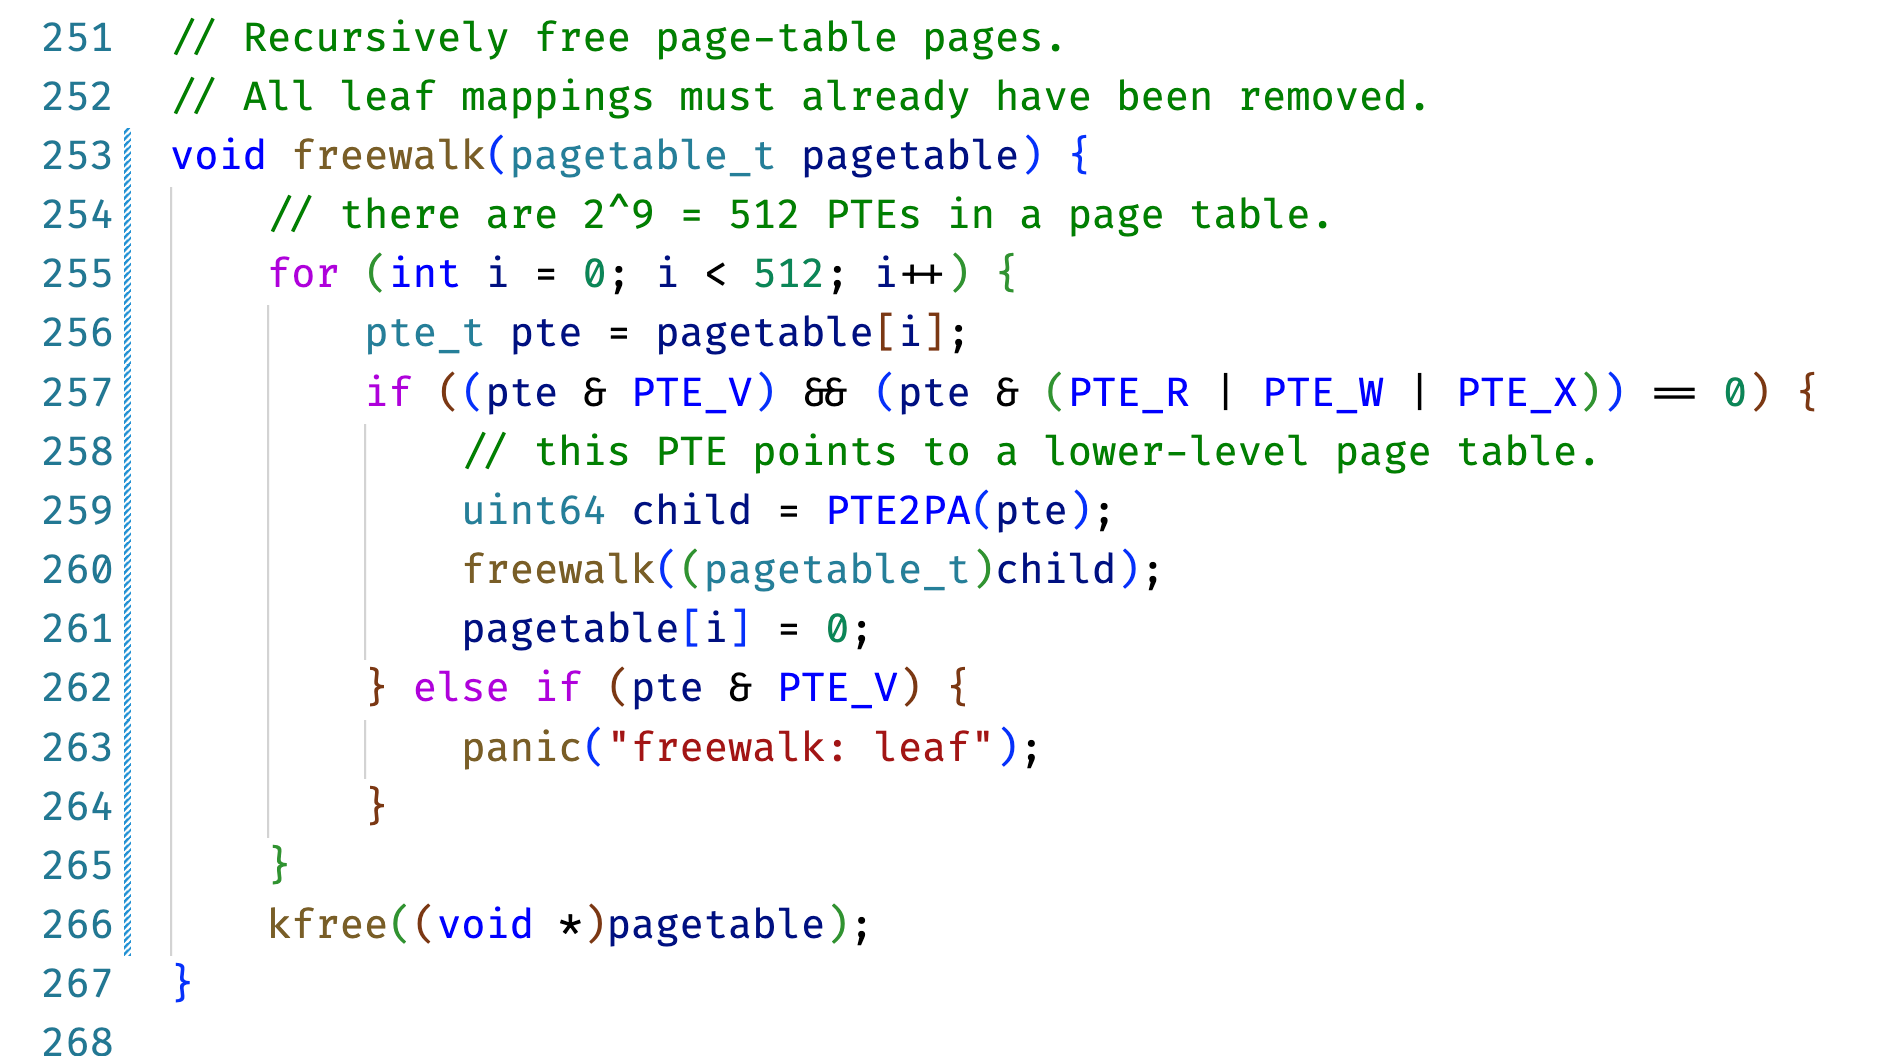 251 // Recursively free page-table pages.
252 // All leaf mappings must already have been removed.
253 void freewalk(pagetable_t pagetable) {
254     // there are 2^9 = 512 PTEs in a page table.
255     for (int i = 0; i < 512; i++) {
256         pte_t pte = pagetable[i];
257         if ((pte & PTE_V) && (pte & (PTE_R | PTE_W | PTE_X)) == 0) {
258             // this PTE points to a lower-level page table.
259             uint64 child = PTE2PA(pte);
260             freewalk((pagetable_t)child);
261             pagetable[i] = 0;
262         } else if (pte & PTE_V) {
263             panic("freewalk: leaf");
264         }
265     }
266     kfree((void *)pagetable);
267 }
268